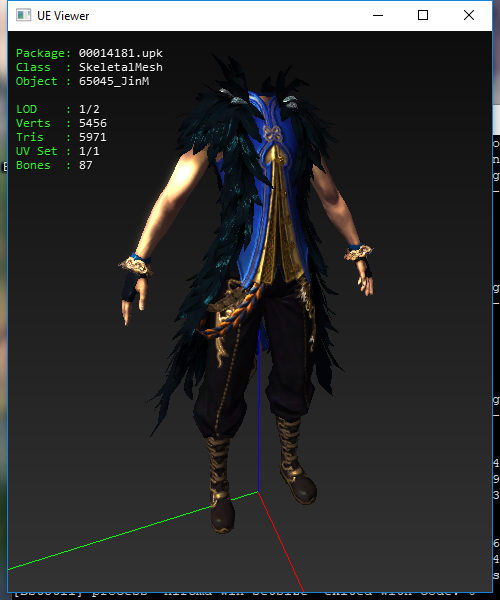 UE Viewer
Package: 00014181.upk
Class : SkeletalMesh
Object : 65045_JinM
LOD : 1/2
Verts : 5456
Tris : 5971
UV Set : 1/1
Bones : 87